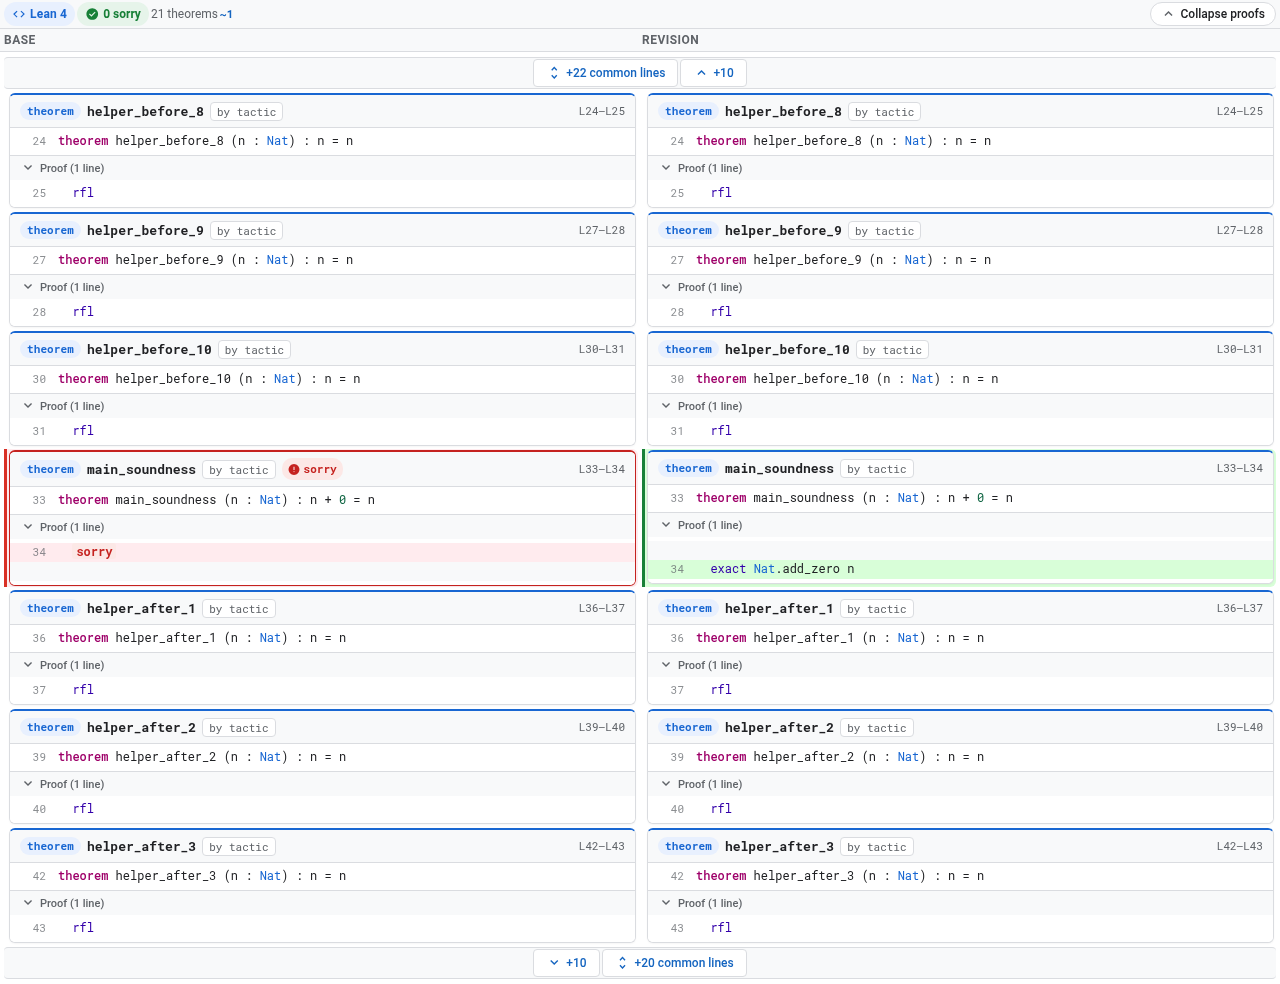 <> Lean 4 0 sorry 21 theorems ~1 Collapse proofs
BASE REVISION
+22 common lines +10
theorem helper_before_8 by tactic L24–L25 theorem helper_before_8 by tactic L24–L25
24 theorem helper_before_8 (n : Nat) : n = n 24 theorem helper_before_8 (n : Nat) : n = n
Proof (1 line) Proof (1 line)
25 rfl 25 rfl
theorem helper_before_9 by tactic L27–L28 theorem helper_before_9 by tactic L27–L28
27 theorem helper_before_9 (n : Nat) : n = n 27 theorem helper_before_9 (n : Nat) : n = n
Proof (1 line) Proof (1 line)
28 rfl 28 rfl
theorem helper_before_10 by tactic L30–L31 theorem helper_before_10 by tactic L30–L31
30 theorem helper_before_10 (n : Nat) : n = n 30 theorem helper_before_10 (n : Nat) : n = n
Proof (1 line) Proof (1 line)
31 rfl 31 rfl
theorem main_soundness by tactic sorry L33–L34 theorem main_soundness by tactic L33–L34
33 theorem main_soundness (n : Nat) : n + 0 = n 33 theorem main_soundness (n : Nat) : n + 0 = n
Proof (1 line) Proof (1 line)
34 sorry
34 exact Nat.add_zero n
theorem helper_after_1 by tactic L36–L37 theorem helper_after_1 by tactic L36–L37
36 theorem helper_after_1 (n : Nat) : n = n 36 theorem helper_after_1 (n : Nat) : n = n
Proof (1 line) Proof (1 line)
37 rfl 37 rfl
theorem helper_after_2 by tactic L39–L40 theorem helper_after_2 by tactic L39–L40
39 theorem helper_after_2 (n : Nat) : n = n 39 theorem helper_after_2 (n : Nat) : n = n
Proof (1 line) Proof (1 line)
40 rfl 40 rfl
theorem helper_after_3 by tactic L42–L43 theorem helper_after_3 by tactic L42–L43
42 theorem helper_after_3 (n : Nat) : n = n 42 theorem helper_after_3 (n : Nat) : n = n
Proof (1 line) Proof (1 line)
43 rfl 43 rfl
+10 +20 common lines